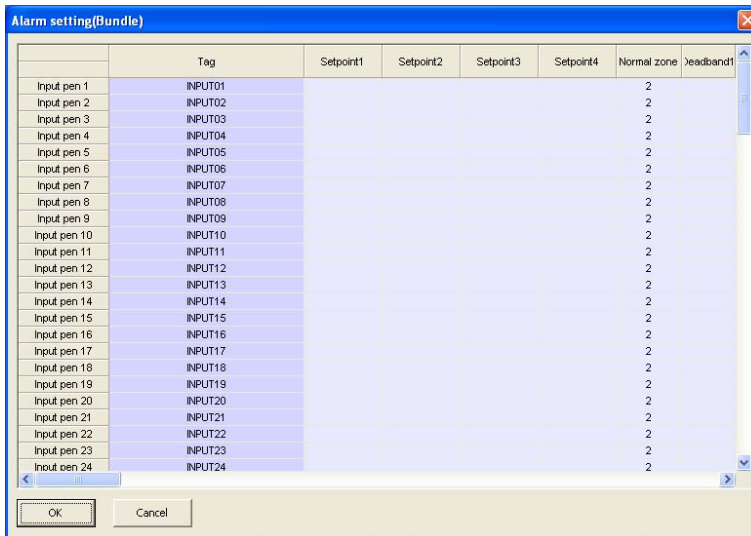 Alarm setting(Bundle)
Tag Setpoint1 Setpoint2 Setpoint3 Setpoint4 Normal zone Deadband1
Input pen 1 INPUT01 2
Input pen 2 INPUT02 2
Input pen 3 INPUT03 2
Input pen 4 INPUT04 2
Input pen 5 INPUT05 2
Input pen 6 INPUT06 2
Input pen 7 INPUT07 2
Input pen 8 INPUT08 2
Input pen 9 INPUT09 2
Input pen 10 INPUT10 2
Input pen 11 INPUT11 2
Input pen 12 INPUT12 2
Input pen 13 INPUT13 2
Input pen 14 INPUT14 2
Input pen 15 INPUT15 2
Input pen 16 INPUT16 2
Input pen 17 INPUT17 2
Input pen 18 INPUT18 2
Input pen 19 INPUT19 2
Input pen 20 INPUT20 2
Input pen 21 INPUT21 2
Input pen 22 INPUT22 2
Input pen 23 INPUT23 2
Input pen 24 INPUT24 2
OK Cancel